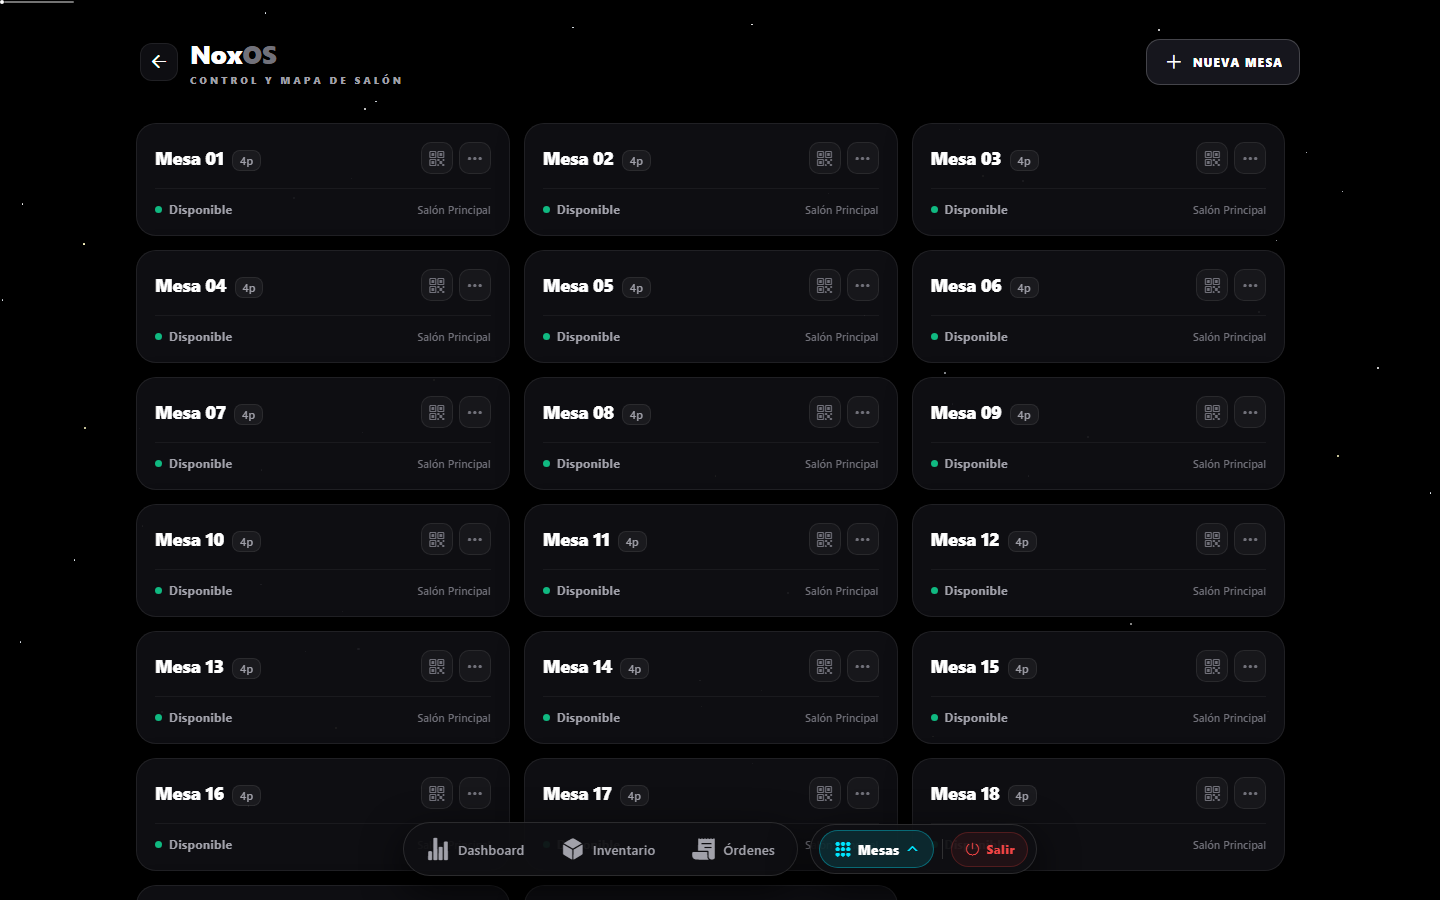 NoxOS
CONTROL Y MAPA DE SALÓN
NUEVA MESA
Mesa 01 4p
Disponible Salón Principal
Mesa 02 4p
Disponible Salón Principal
Mesa 03 4p
Disponible Salón Principal
Mesa 04 4p
Disponible Salón Principal
Mesa 05 4p
Disponible Salón Principal
Mesa 06 4p
Disponible Salón Principal
Mesa 07 4p
Disponible Salón Principal
Mesa 08 4p
Disponible Salón Principal
Mesa 09 4p
Disponible Salón Principal
Mesa 10 4p
Disponible Salón Principal
Mesa 11 4p
Disponible Salón Principal
Mesa 12 4p
Disponible Salón Principal
Mesa 13 4p
Disponible Salón Principal
Mesa 14 4p
Disponible Salón Principal
Mesa 15 4p
Disponible Salón Principal
Mesa 16 4p
Disponible
Mesa 17 4p
Mesa 18 4p
Salón Principal
Dashboard
Inventario
Órdenes
Mesas
Salir